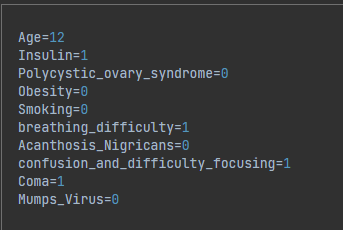 Age=12
Insulin=1
Polycystic_ovary_syndrome=0
Obesity=0
Smoking=0
breathing_difficulty=1
Acanthosis_Nigricans=0
confusion_and_difficulty_focusing=1
Coma=1
Mumps_Virus=0